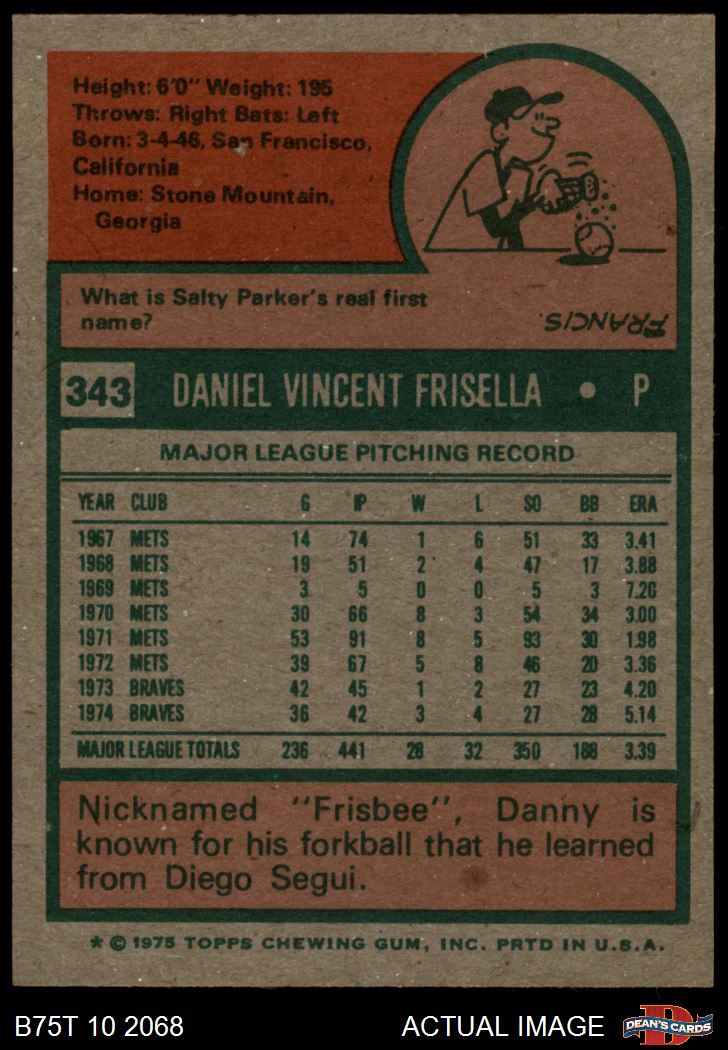 Height: 6'0" Weight: 195
Throws: Right Bats: Left
Born: 3-4-46, San Francisco,
California
Home: Stone Mountain,
Georgia
What is Salty Parker's real first
name?
FRANCIS.
343 DANIEL VINCENT FRISELLA • P
MAJOR LEAGUE PITCHING RECORD
YEAR CLUB G IP W L SO BB ERA
1967 METS 14 74 1 6 51 33 3.41
1968 METS 19 51 2 4 47 17 3.88
1969 METS 3 5 0 0 5 3 7.20
1970 METS 30 66 8 3 54 34 3.00
1971 METS 53 91 8 5 93 30 1.98
1972 METS 39 67 5 8 46 20 3.36
1973 BRAVES 42 45 1 2 27 23 4.20
1974 BRAVES 36 42 3 4 27 28 5.14
MAJOR LEAGUE TOTALS 236 441 28 32 350 188 3.39
Nicknamed "Frisbee", Danny is
known for his forkball that he learned
from Diego Segui.
* © 1975 TOPPS CHEWING GUM, INC. PRTD IN U.S.A.
B75T 10 2068 ACTUAL IMAGE D DEAN'S CARDS